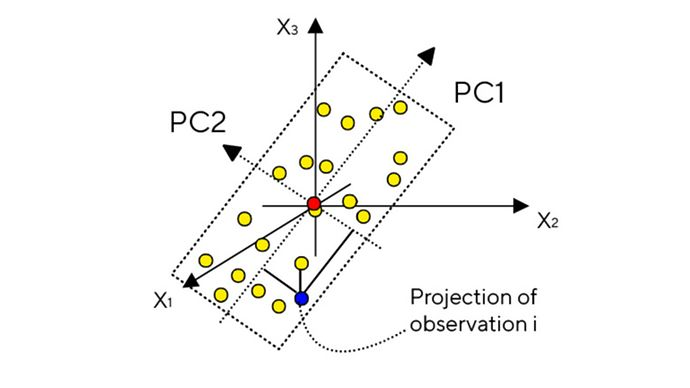 X3
PC1
PC2
X2
X1
Projection of
observation i